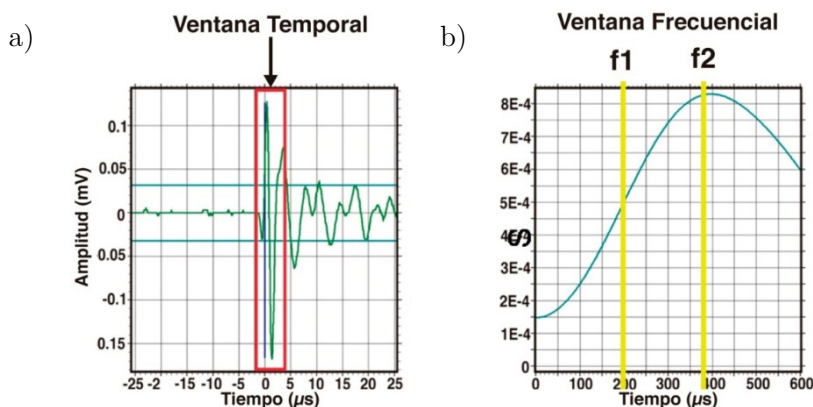 a)
Ventana Temporal
Amplitud (mV)
0.1
0.05
0
0.05
-0.1
0.15
-25 -2 -15 -10 -5 0 5 10 15 20 25
Tiempo (µs)
b)
Ventana Frecuencial
f1 f2
8E-4
7E-4
6E-4
5E-4
4E-4
3E-4
2E-4
1E-4
0
0 100 200 300 400 500 600
Tiempo (µs)